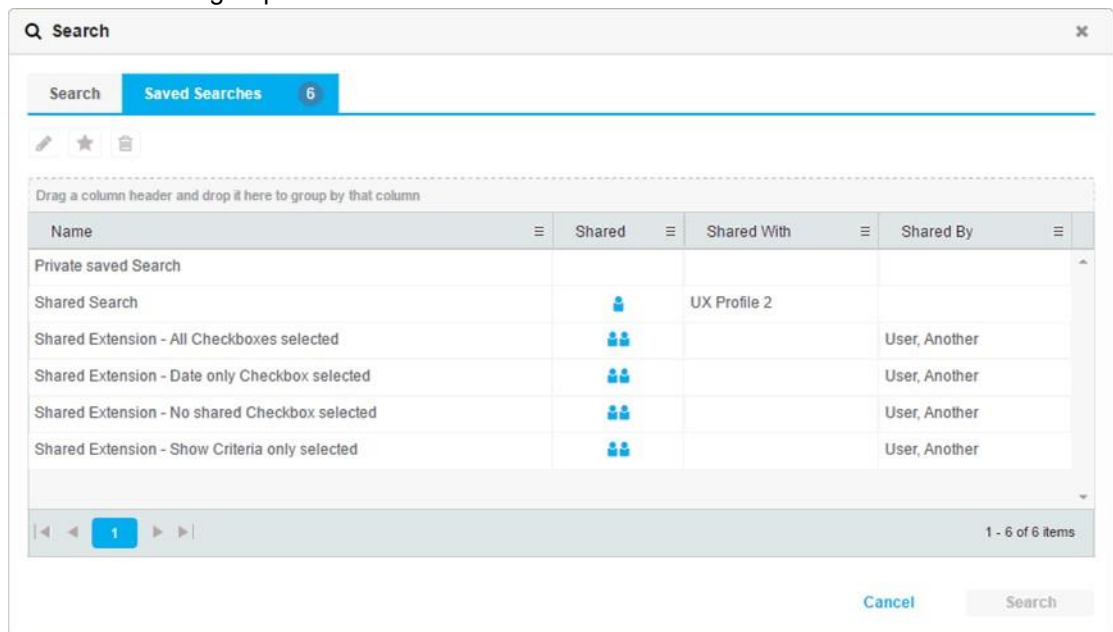 Search
Search Saved Searches 6
Drag a column header and drop it here to group by that column
Name Shared Shared With Shared By
Private saved Search
Shared Search UX Profile 2
Shared Extension - All Checkboxes selected User, Another
Shared Extension - Date only Checkbox selected User, Another
Shared Extension - No shared Checkbox selected User, Another
Shared Extension - Show Criteria only selected User, Another
1 1 - 6 of 6 items
Cancel Search